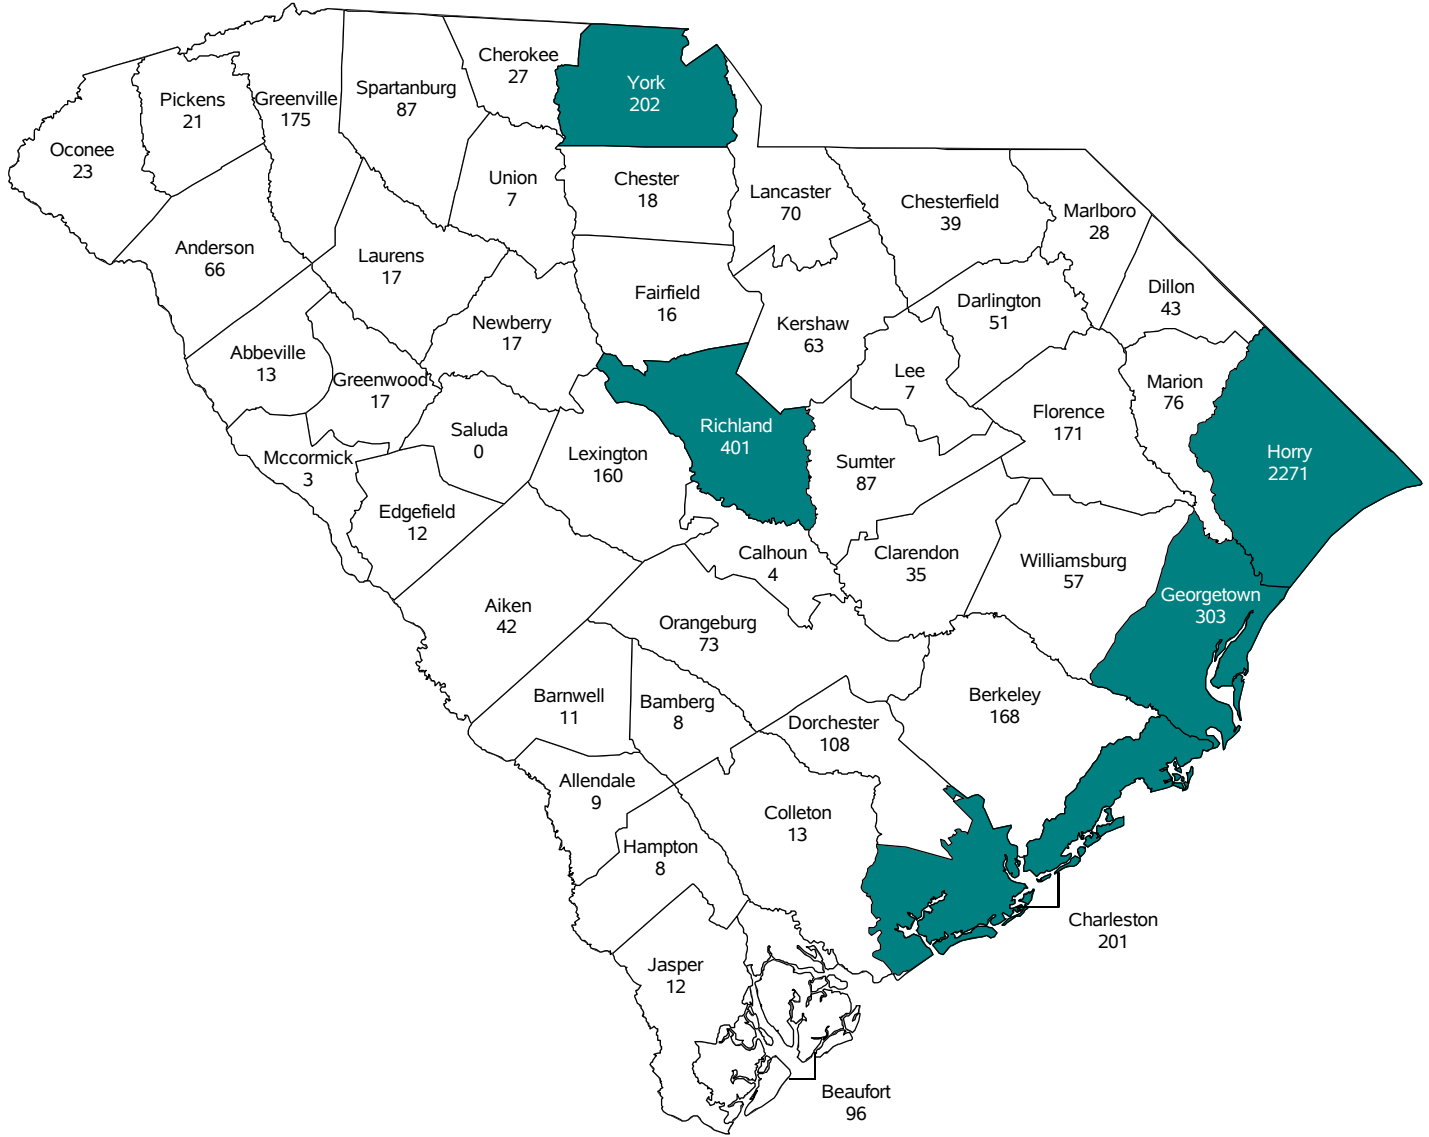 Cherokee
27
York
202
Spartanburg
87
Pickens
21
Greenville
175
Oconee
23
Union
7
Chester
18
Lancaster
70
Chesterfield
39
Marlboro
28
Anderson
66
Laurens
17
Dillon
43
Fairfield
16
Darlington
51
Newberry
17
Kershaw
63
Abbeville
13
Greenwood
17
Lee
7
Marion
76
Florence
171
Richland
401
Saluda
0
Lexington
160
Mccormick
3
Sumter
87
Horry
2271
Edgefield
12
Calhoun
4
Clarendon
35
Williamsburg
57
Georgetown
303
Aiken
42
Orangeburg
73
Barnwell
11
Bamberg
8
Berkeley
168
Dorchester
108
Allendale
9
Colleton
13
Hampton
8
Charleston
201
Jasper
12
Beaufort
96